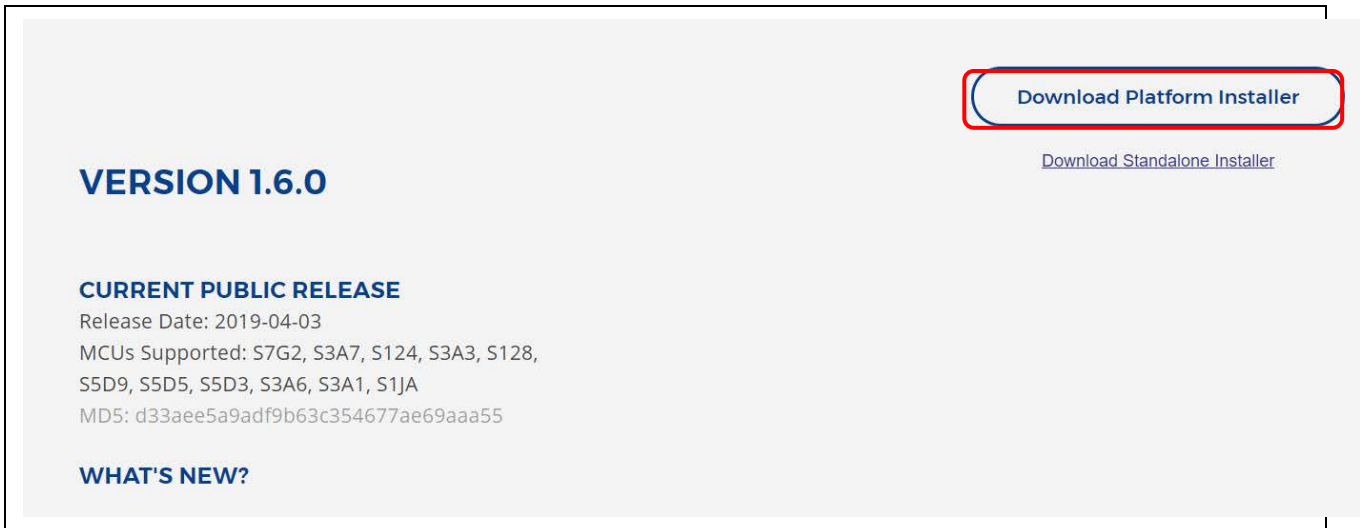 Download Platform Installer
Download Standalone Installer
VERSION 1.6.0
CURRENT PUBLIC RELEASE
Release Date: 2019-04-03
MCUs Supported: S7G2, S3A7, S124, S3A3, S128,
S5D9, S5D5, S5D3, S3A6, S3A1, S1JA
MD5: d33aee5a9adf9b63c354677ae69aaa55
WHAT'S NEW?